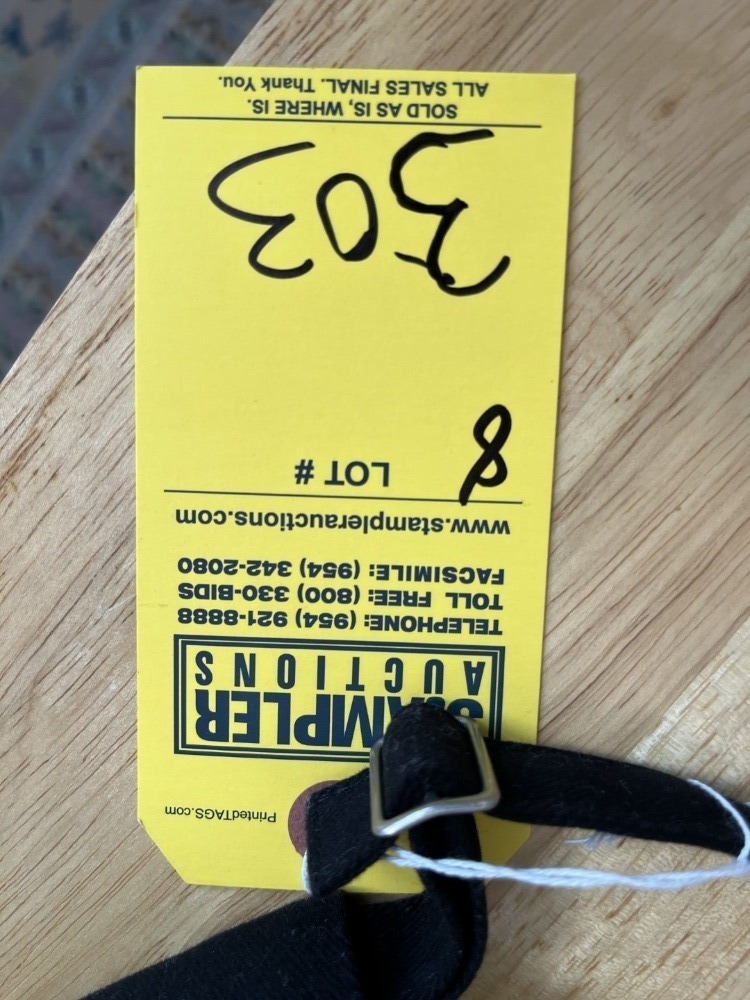 PrintedTAGS.com
STAMPLER
AUCTIONS
TELEPHONE: (954) 921-8888
TOLL FREE: (800) 330-BIDS
FACSIMILE: (954) 342-2080
www.stamplerauctions.com
8 LOT #
303
SOLD AS IS, WHERE IS.
ALL SALES FINAL. Thank You.